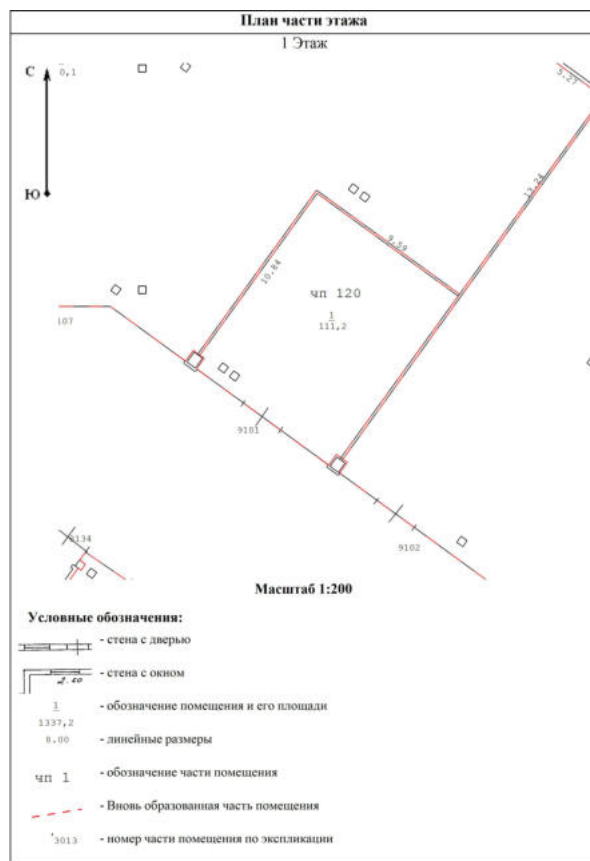 План части этажа
1 Этаж
С
0,1
5.27
Ю
13.24
9.59
10.84
чп 120
1
111,2
107
9101
9134
9102
Масштаб 1:200
Условные обозначения:
- стена с дверью
- стена с окном
2.60
1
1337,2
- обозначение помещения и его площади
8.00
- линейные размеры
чп 1
- обозначение части помещения
- Вновь образованная часть помещения
3013
- номер части помещения по экспликации